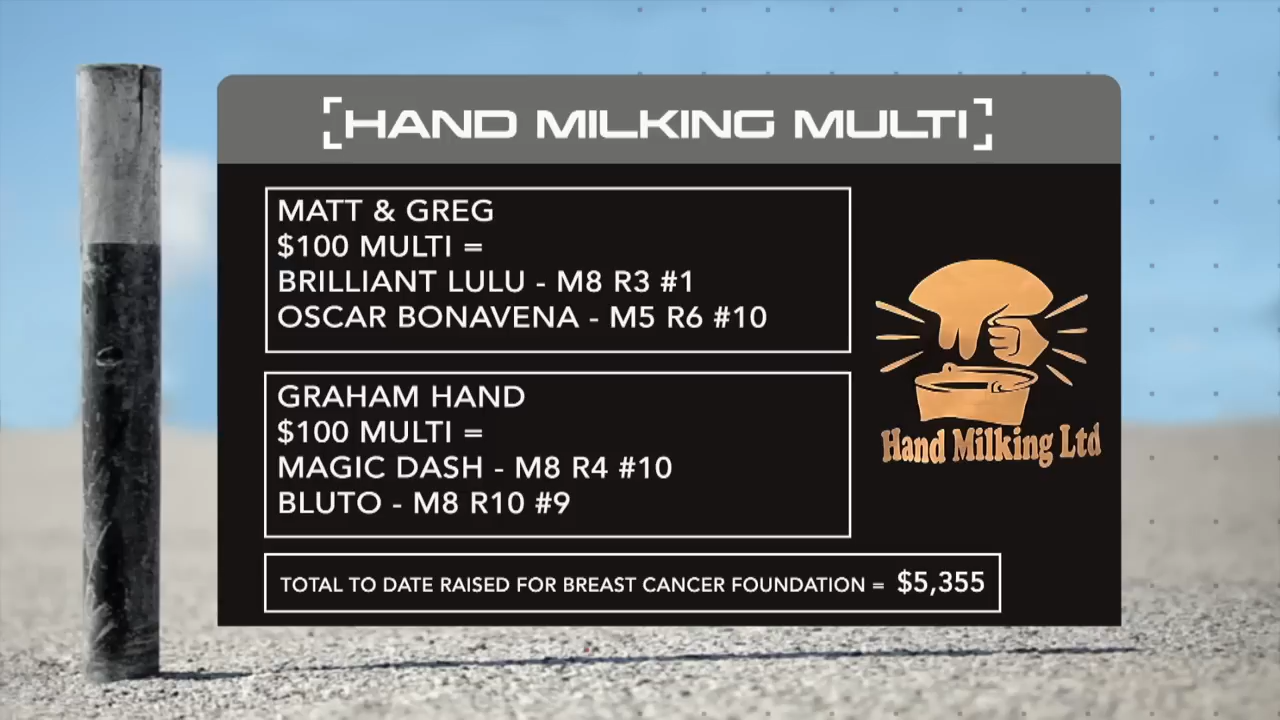 [HAND MILKING MULTI]
MATT & GREG
$100 MULTI =
BRILLIANT LULU - M8 R3 #1
OSCAR BONAVENA - M5 R6 #10
GRAHAM HAND
$100 MULTI =
MAGIC DASH - M8 R4 #10
BLUTO - M8 R10 #9
Hand Milking Ltd
TOTAL TO DATE RAISED FOR BREAST CANCER FOUNDATION = $5,355